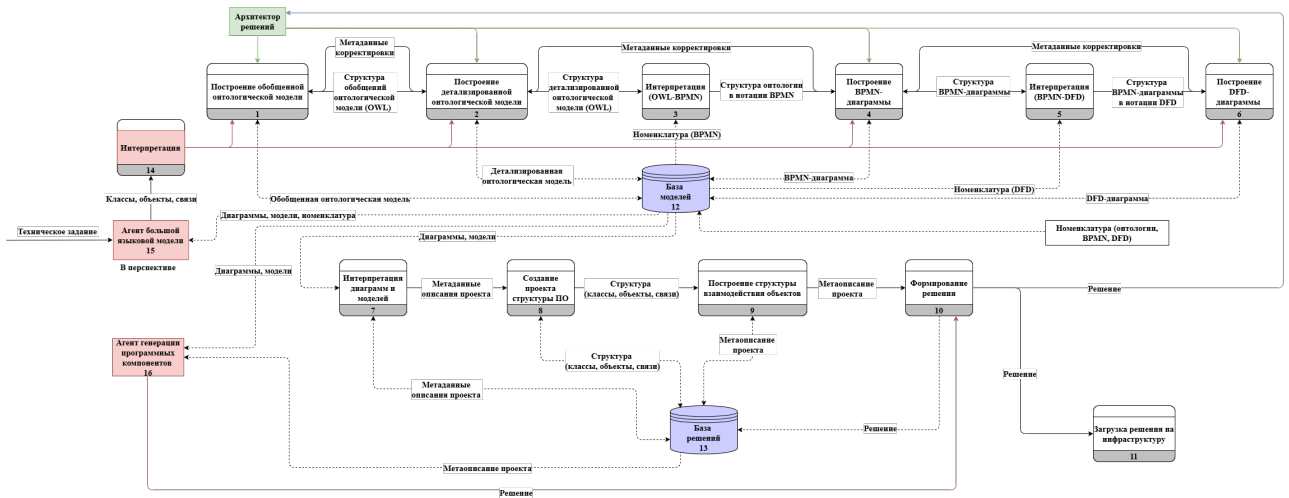 Архитектор
решений
Метаданные
корректировки
Метаданные корректировки
Метаданные корректировки
Построение обобщенной
онтологической модели
1
Структура
обобщений
онтологической
модели (OWL)
Построение
детализированной
онтологической модели
2
Структура
детализированной
онтологической
модели (OWL)
Интерпретация
(OWL-BPMN)
3
Структура онтологии
в нотации BPMN
Построение
BPMN-
диаграммы
4
Структура
BPMN-диаграммы
Интерпретация
(BPMN-DFD)
5
Структура
BPMN-диаграммы
в нотации DFD
Построение
DFD-
диаграммы
6
Интерпретация
14
Номенклатура (BPMN)
Детализированная
онтологическая модель
BPMN-диаграмма
База
моделей
12
Номенклатура (DFD)
Классы, объекты, связи
Обобщенная онтологическая модель
DFD-диаграмма
Диаграммы, модели, номенклатура
Техническое задание
Агент большой
языковой модели
15
В перспективе
Диаграммы, модели
Номенклатура (онтологии,
BPMN, DFD)
Диаграммы, модели
Интерпретация
диаграмм и
моделей
7
Метаданные
описания проекта
Создание
проекта
структуры ПО
8
Структура
(классы, объекты, связи)
Построение структуры
взаимодействия объектов
9
Метаописание
проекта
Формирование
решения
10
Решение
Агент генерации
программных
компонентов
16
Метаописание
проекта
Структура
(классы, объекты, связи)
Метаданные
описания проекта
Решение
База
решений
13
Решение
Загрузка решения на
инфраструктуру
11
Метаописание проекта
Решение